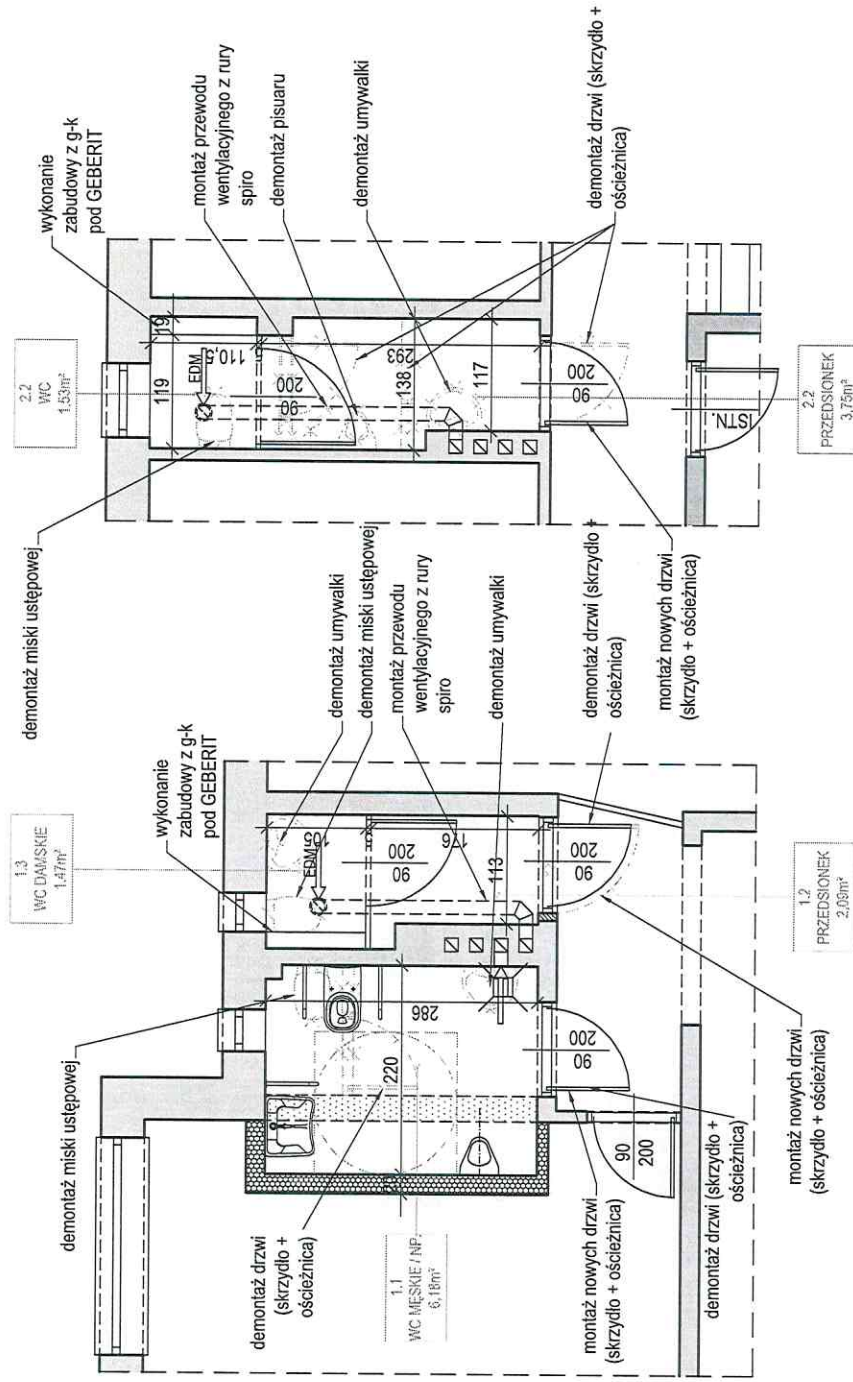 2.2
WC
1.53m²
wykonanie
zabudowy z g-k
pod GEBERIT
montaż przewodu
wentylacyjnego z rury
spiro
demontaż pisuaru
demontaż umywalki
demontaż drzwi (skrzydło +
ościeżnica)
demontaż miski ustępowej
119
19
110,5
EDM
90
200
293
138
117
90
200
ISTN.
montaż nowych drzwi
(skrzydło + ościeżnica)
2.2
PRZEDSIONEK
3,75m²
1.3
WC DAMSKIE
1.47m²
wykonanie
zabudowy z g-k
pod GEBERIT
demontaż umywalki
demontaż miski ustępowej
montaż przewodu
wentylacyjnego z rury
spiro
demontaż umywalki
demontaż drzwi (skrzydło +
ościeżnica)
demontaż miski ustępowej
105
EDM
90
200
113
90
200
286
220
20
90
200
90
200
demontaż drzwi
(skrzydło +
ościeżnica)
1.1
WC MĘSKIE / NP.
6,18m²
montaż nowych drzwi
(skrzydło + ościeżnica)
demontaż drzwi (skrzydło +
ościeżnica)
montaż nowych drzwi
(skrzydło + ościeżnica)
1.2
PRZEDSIONEK
2,09m²